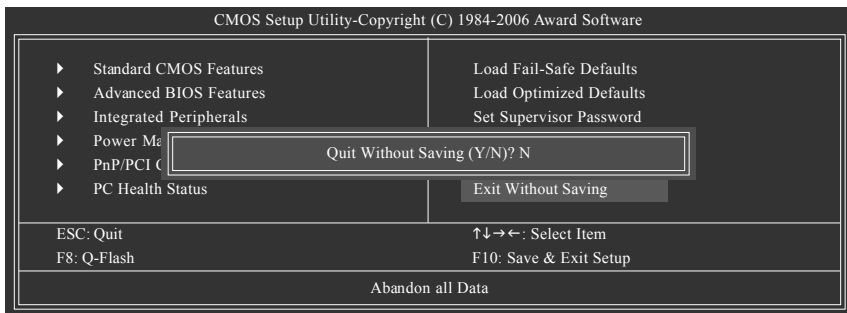 CMOS Setup Utility-Copyright (C) 1984-2006 Award Software
Standard CMOS Features
Advanced BIOS Features
Integrated Peripherals
Power Ma
PnP/PCI
PC Health Status
Load Fail-Safe Defaults
Load Optimized Defaults
Set Supervisor Password
Exit Without Saving
Quit Without Saving (Y/N)? N
ESC: Quit
↑↓→←: Select Item
F8: Q-Flash
F10: Save & Exit Setup
Abandon all Data